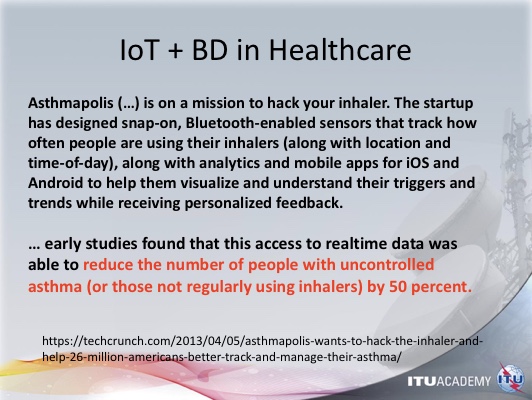 IoT + BD in Healthcare
Asthmapolis (...) is on a mission to hack your inhaler. The startup
has designed snap-on, Bluetooth-enabled sensors that track how
often people are using their inhalers (along with location and
time-of-day), along with analytics and mobile apps for iOS and
Android to help them visualize and understand their triggers and
trends while receiving personalized feedback.
... early studies found that this access to realtime data was
able to reduce the number of people with uncontrolled
asthma (or those not regularly using inhalers) by 50 percent.
https://techcrunch.com/2013/04/05/asthmapolis-wants-to-hack-the-inhaler-and-
help-26-million-americans-better-track-and-manage-their-asthma/
ITUACADEMY ITU